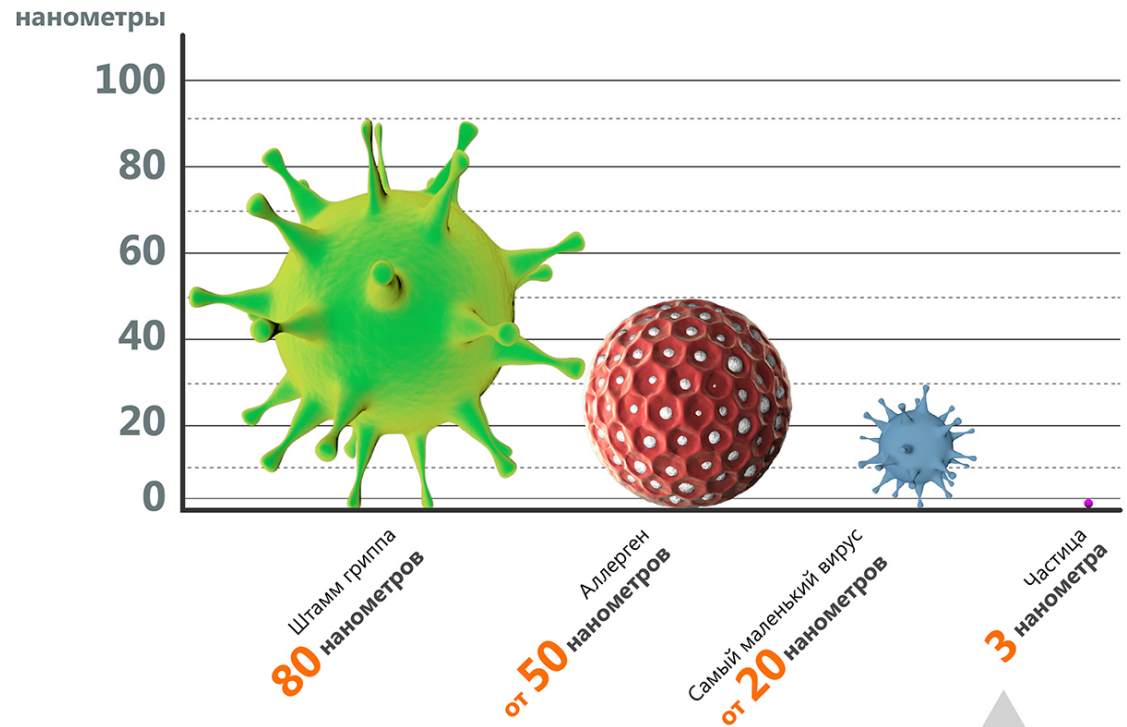 нанометры
100
80
60
40
20
0
Штамм гриппа
80 нанометров
Аллерген
от 50 нанометров
Самый маленький вирус
от 20 нанометров
Частица
3 нанометра